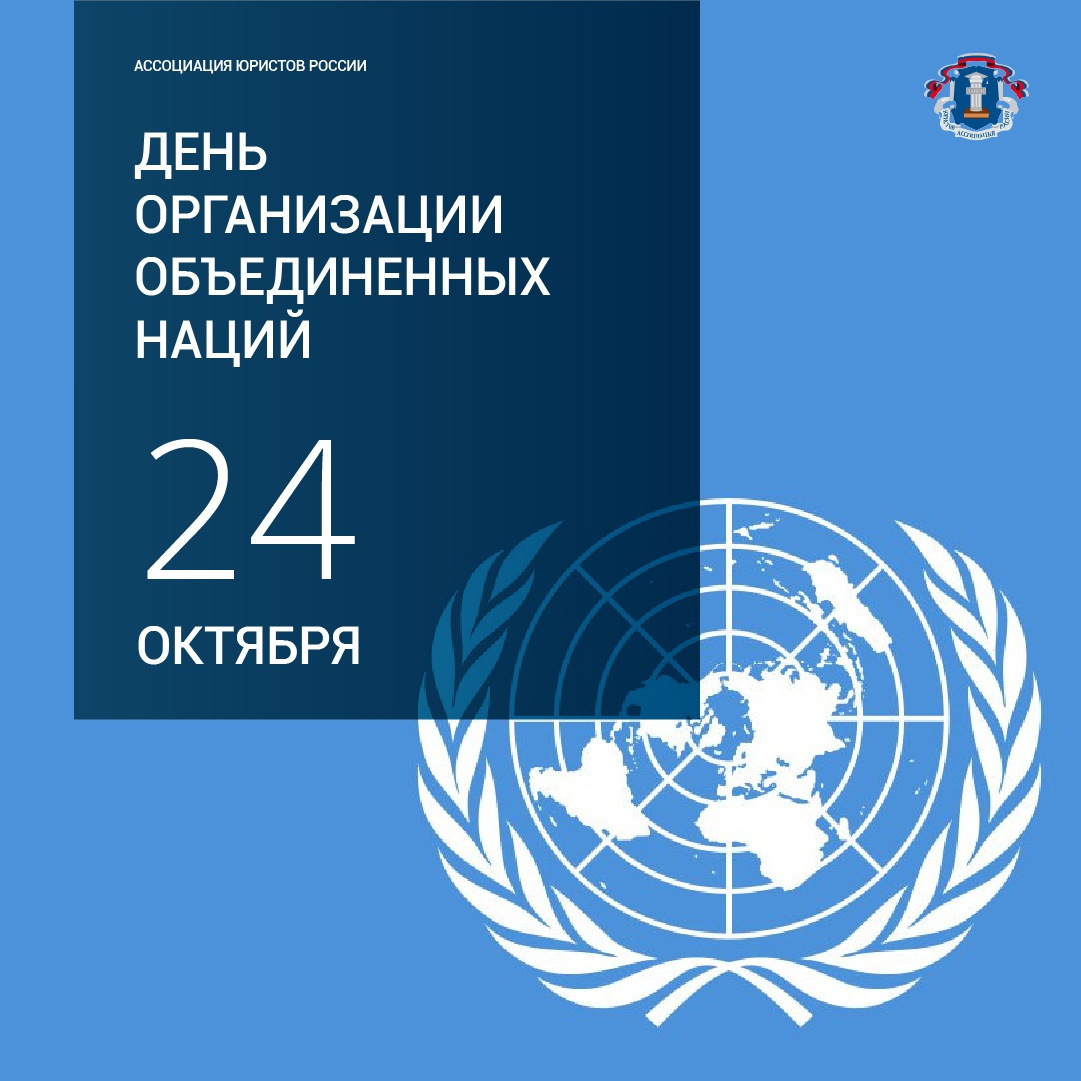 АССОЦИАЦИЯ ЮРИСТОВ РОССИИ
ДЕНЬ
ОРГАНИЗАЦИИ
ОБЪЕДИНЕННЫХ
НАЦИЙ
24
ОКТЯБРЯ